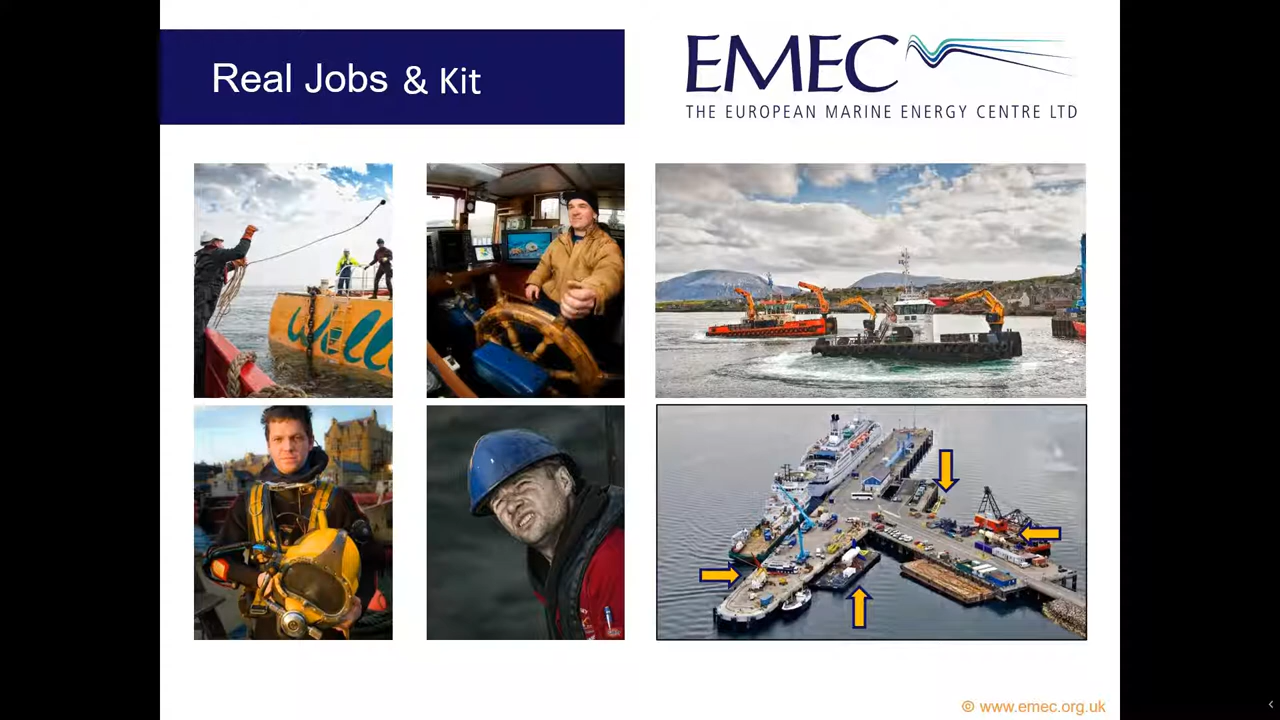 Real Jobs & Kit
EMEC
THE EUROPEAN MARINE ENERGY CENTRE LTD
© www.emec.org.uk